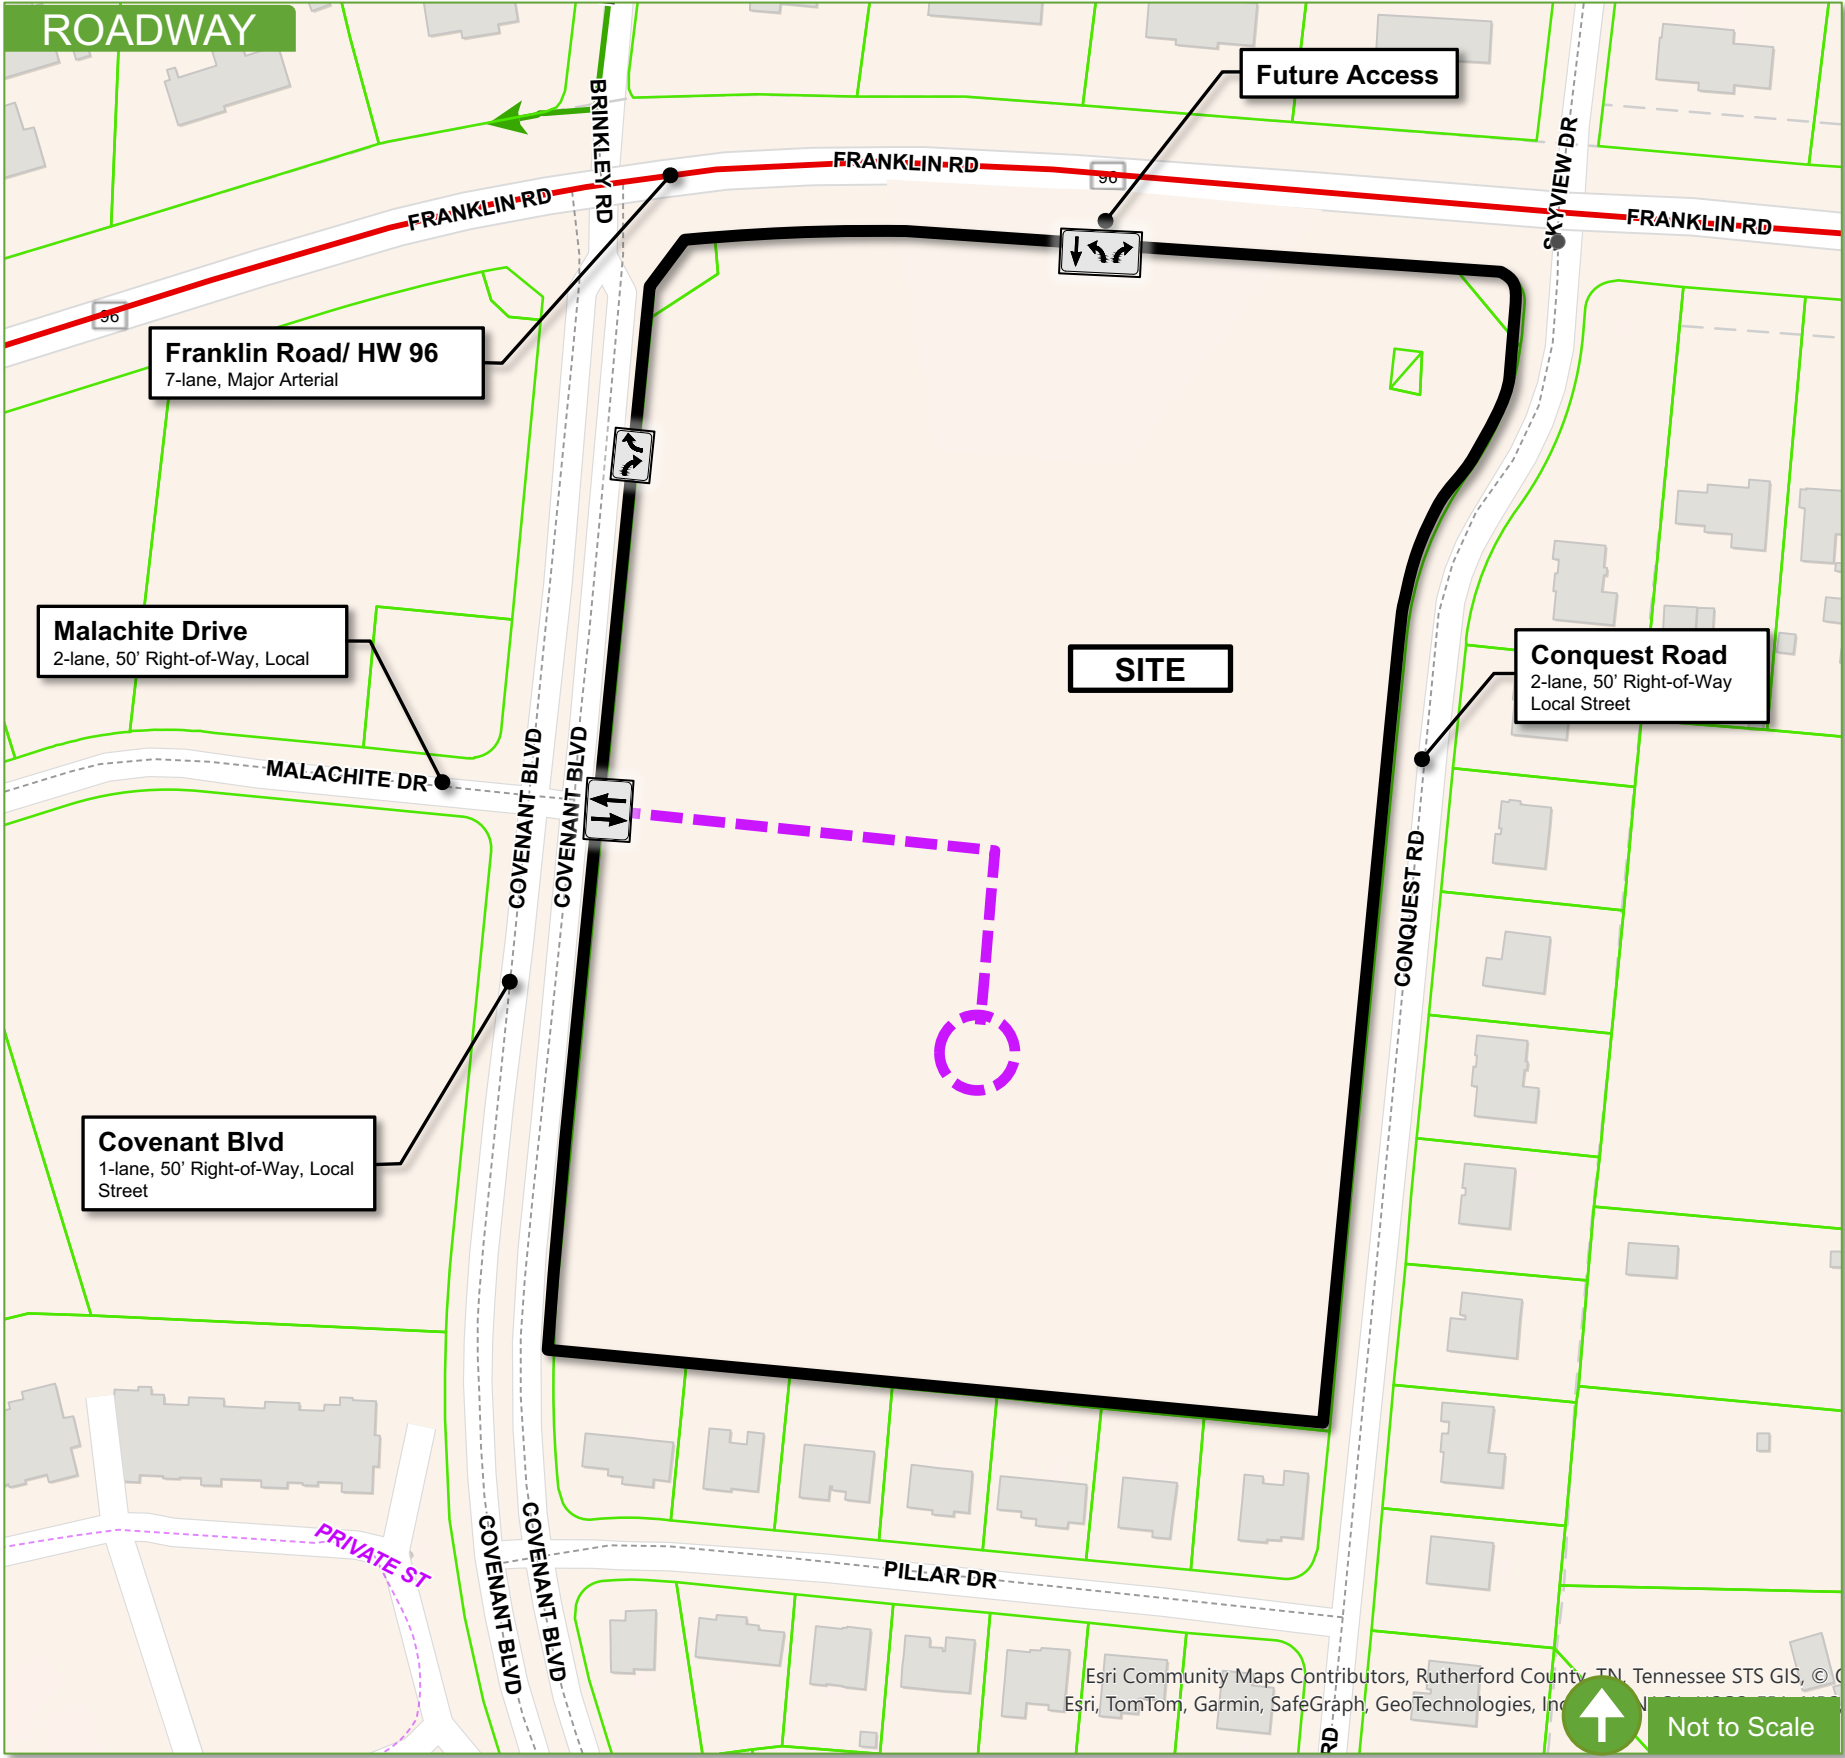 ROADWAY
Future Access
BRINKLEY RD
SKYVIEW DR
FRANKLIN RD
96
FRANKLIN RD
FRANKLIN RD
96
Franklin Road/ HW 96
7-lane, Major Arterial
Malachite Drive
2-lane, 50’ Right-of-Way, Local
SITE
Conquest Road
2-lane, 50’ Right-of-Way
Local Street
MALACHITE DR
COVENANT BLVD
COVENANT BLVD
CONQUEST RD
Covenant Blvd
1-lane, 50’ Right-of-Way, Local
Street
PRIVATE ST
COVENANT BLVD
COVENANT BLVD
PILLAR DR
RD
Esri Community Maps Contributors, Rutherford County, TN, Tennessee STS GIS, ©
Esri, TomTom, Garmin, SafeGraph, GeoTechnologies, Inc
Not to Scale